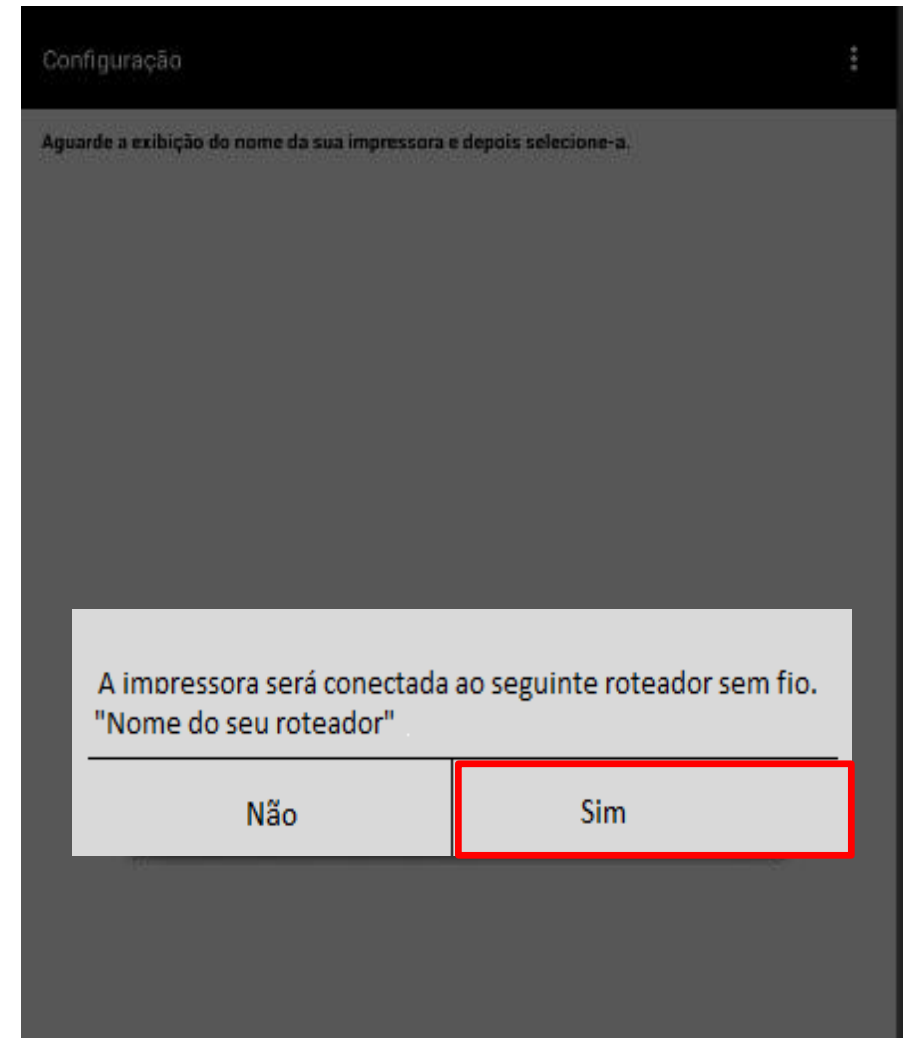 Configuração
Aguarde a exibição do nome da sua impressora e depois selecione-a.
A impressora será conectada ao seguinte roteador sem fio.
"Nome do seu roteador"
Não
Sim